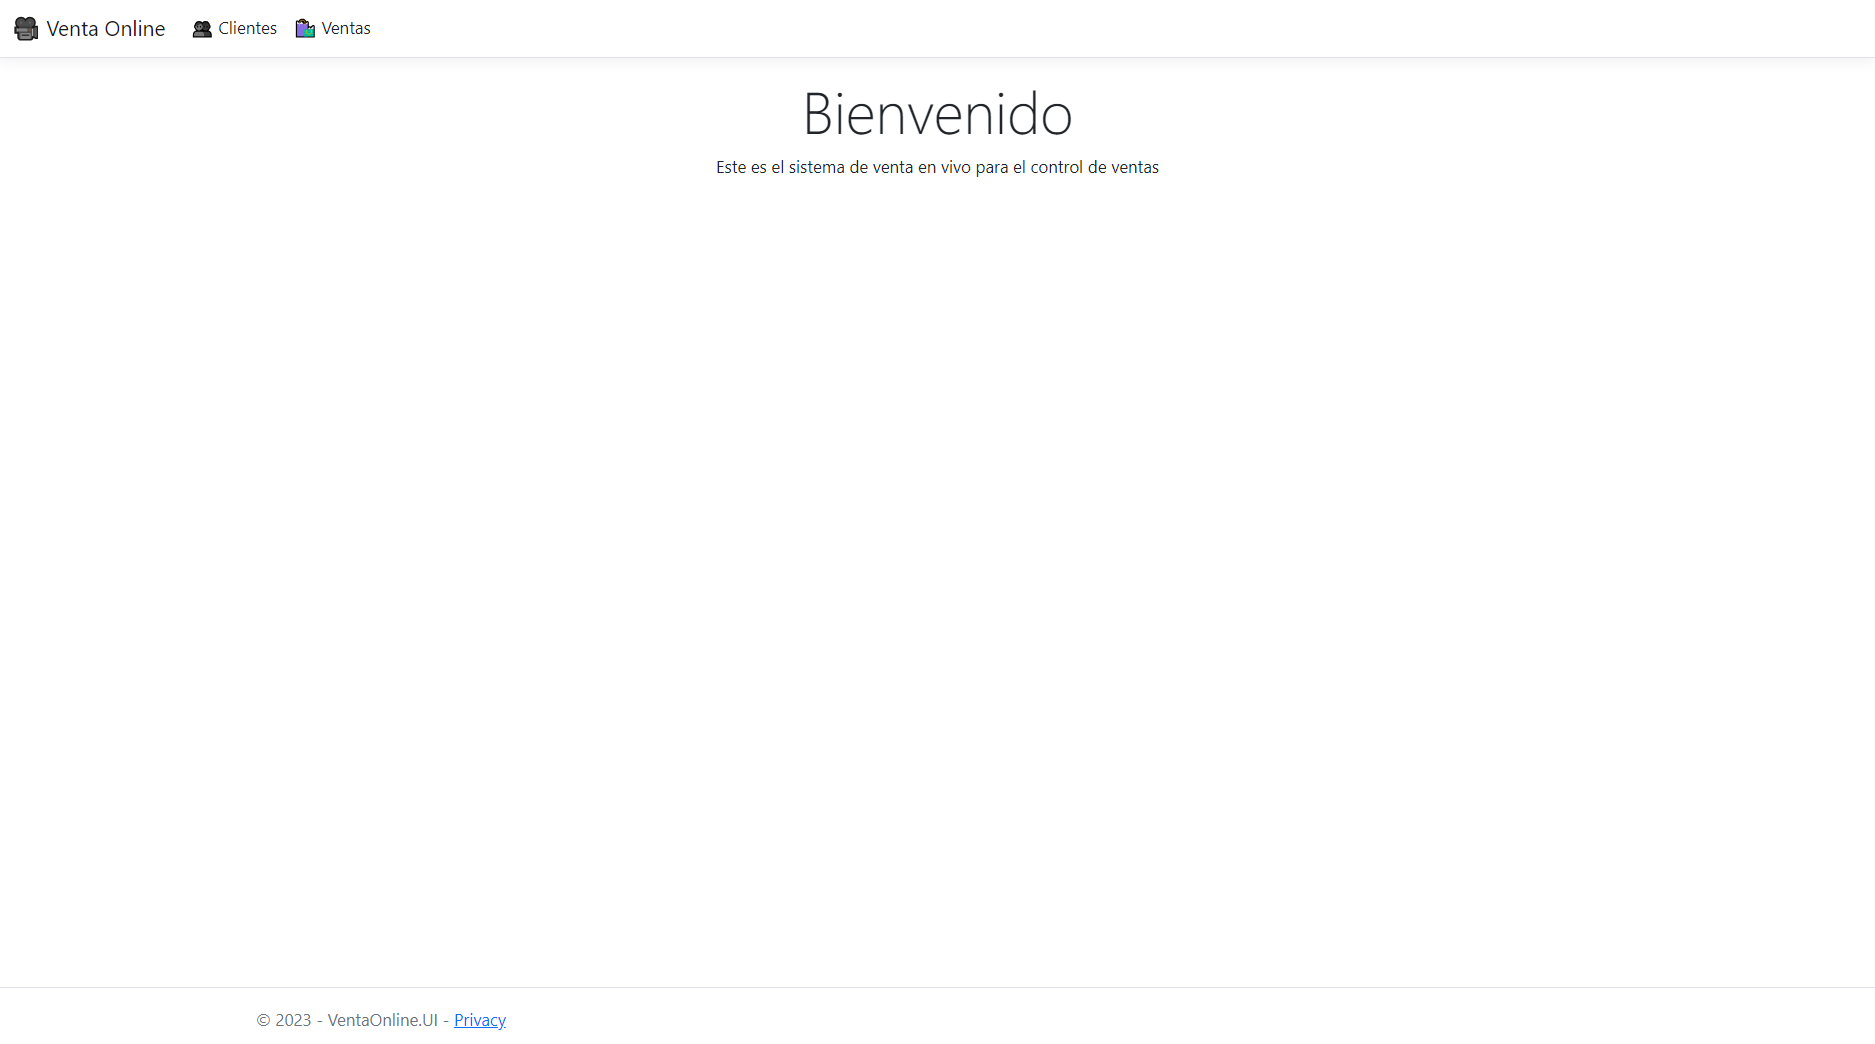 Venta Online Clientes Ventas
Bienvenido
Este es el sistema de venta en vivo para el control de ventas
© 2023 - VentaOnline.UI - Privacy